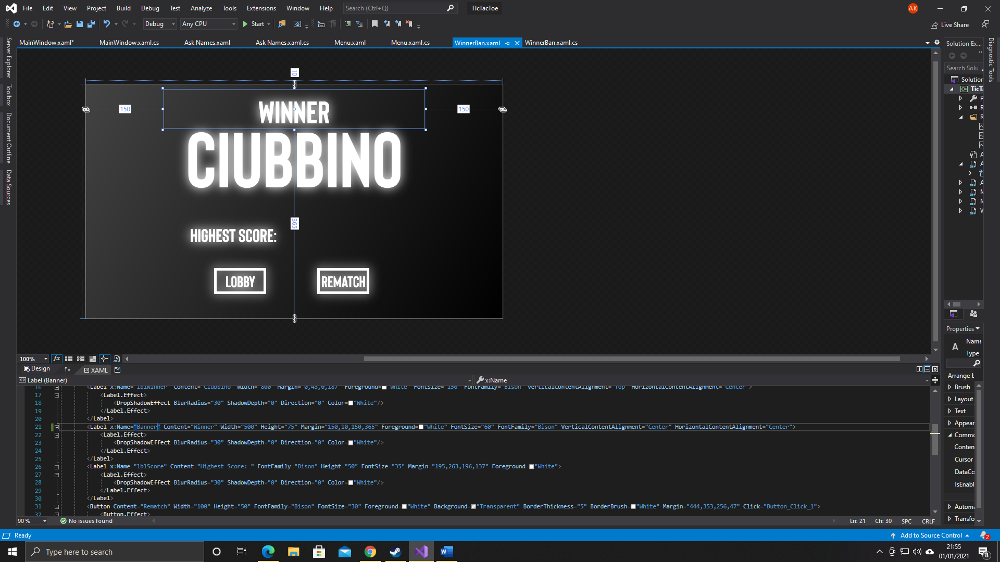 File Edit View Project Build Debug Test Analyze Tools Extensions Window Help Search (Ctrl+Q) TicTacToe AK
Debug Any CPU Start Live Share
MainWindow.xaml* MainWindow.xaml.cs Ask Names.xaml Ask Names.xaml.cs Menu.xaml Menu.xaml.cs WinnerBan.xaml WinnerBan.xaml.cs
Server Explorer
Toolbox
Document Outline
Data Sources
10
150
150
WINNER
CIUBBINO
365
HIGHEST SCORE:
LOBBY REMATCH
Solution Ex...
Search Solu
Solution
TicTa
Diagnostic Tools
100%
Design XAML
Label (Banner) x:Name
16 <Label x:Name="lblWinner" Content="Ciubbino" Width="800" Margin="0,43,0,187" Foreground="White" FontSize="150" FontFamily="Bison" VerticalContentAlignment="Top" HorizontalContentAlignment="Center">
17 <Label.Effect>
18 <DropShadowEffect BlurRadius="30" ShadowDepth="0" Direction="0" Color="White"/>
19 </Label.Effect>
20 </Label>
21 <Label x:Name="Banner" Content="Winner" Width="500" Height="75" Margin="150,10,150,365" Foreground="White" FontSize="60" FontFamily="Bison" VerticalContentAlignment="Center" HorizontalContentAlignment="Center">
22 <Label.Effect>
23 <DropShadowEffect BlurRadius="30" ShadowDepth="0" Direction="0" Color="White"/>
24 </Label.Effect>
25 </Label>
26 <Label x:Name="lblScore" Content="Highest Score: " FontFamily="Bison" Height="50" FontSize="35" Margin="195,263,196,137" Foreground="White">
27 <Label.Effect>
28 <DropShadowEffect BlurRadius="30" ShadowDepth="0" Direction="0" Color="White"/>
29 </Label.Effect>
30 </Label>
31 <Button Content="Rematch" Width="100" Height="50" FontFamily="Bison" FontSize="30" Foreground="White" Background="Transparent" BorderThickness="5" BorderBrush="White" Margin="444,353,256,47" Click="Button_Click_1">
32 <Button.Effect>
90 % No issues found Ln: 21 Ch: 30 SPC CRLF
Properties
Name
Type
Arrange b
Brush
Layout
Text
Appear
Commo
Conten
Cursor
DataCo
IsEnabl
Automa
Transfo
Ready Add to Source Control 2
Type here to search
21:55
01/01/2021
8